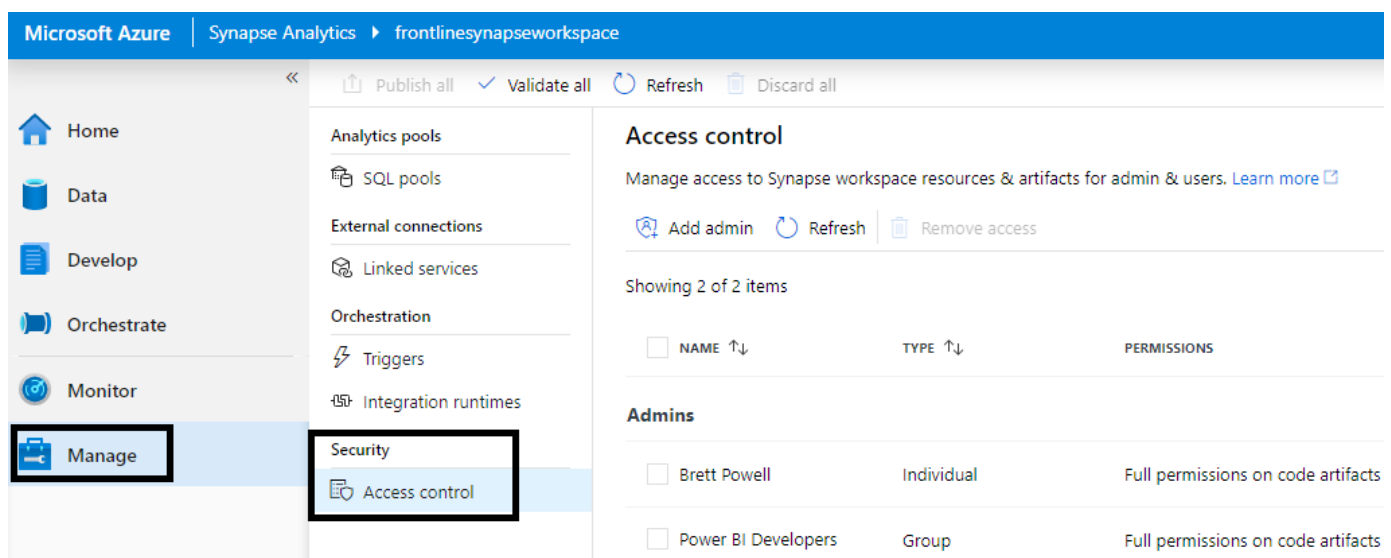 Microsoft Azure Synapse Analytics frontlinesynapseworkspace
Publish all Validate all Refresh Discard all
Home
Data
Develop
Orchestrate
Monitor
Manage
Analytics pools
SQL pools
External connections
Linked services
Orchestration
Triggers
Integration runtimes
Security
Access control
Access control
Manage access to Synapse workspace resources & artifacts for admin & users. Learn more
Add admin Refresh Remove access
Showing 2 of 2 items
NAME TYPE PERMISSIONS
Admins
Brett Powell Individual Full permissions on code artifacts
Power BI Developers Group Full permissions on code artifacts